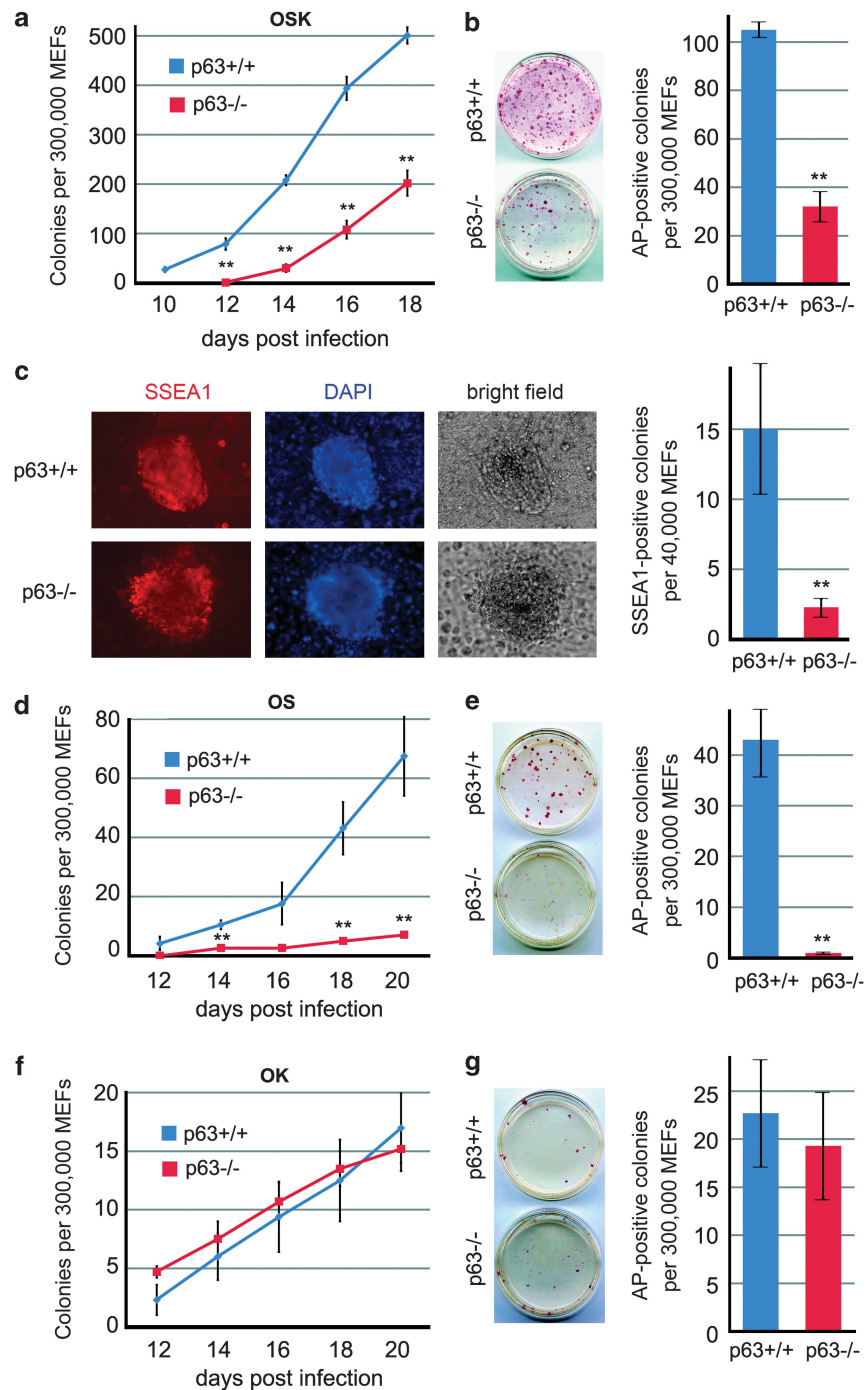 a
OSK
Colonies per 300,000 MEFs
500
400
300
200
100
0
p63+/+
p63-/-
**
**
**
**
10 12 14 16 18
days post infection
b
p63+/+
p63-/-
AP-positive colonies
per 300,000 MEFs
100
80
60
40
20
0
**
p63+/+ p63-/-
c
SSEA1 DAPI bright field
p63+/+
p63-/-
SSEA1-positive colonies
per 40,000 MEFs
15
10
5
0
**
p63+/+ p63-/-
d
OS
Colonies per 300,000 MEFs
80
60
40
20
0
p63+/+
p63-/-
**
**
**
12 14 16 18 20
days post infection
e
p63+/+
p63-/-
AP-positive colonies
per 300,000 MEFs
40
30
20
10
0
**
p63+/+ p63-/-
f
OK
Colonies per 300,000 MEFs
20
15
10
5
0
p63+/+
p63-/-
12 14 16 18 20
days post infection
g
p63+/+
p63-/-
AP-positive colonies
per 300,000 MEFs
25
20
15
10
5
0
p63+/+ p63-/-